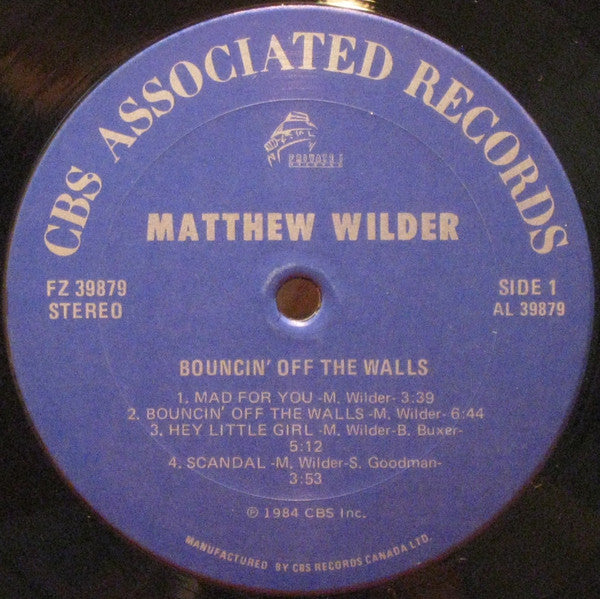 CBS ASSOCIATED RECORDS
PRIVATE I
MATTHEW WILDER
FZ 39879
STEREO
SIDE 1
AL 39879
BOUNCIN' OFF THE WALLS
1. MAD FOR YOU -M. Wilder- 3:39
2. BOUNCIN' OFF THE WALLS -M. Wilder- 6:44
3. HEY LITTLE GIRL -M. Wilder-B. Buxer-
5:12
4. SCANDAL -M. Wilder-S. Goodman-
3:53
℗ 1984 CBS Inc.
MANUFACTURED BY CBS RECORDS CANADA LTD.